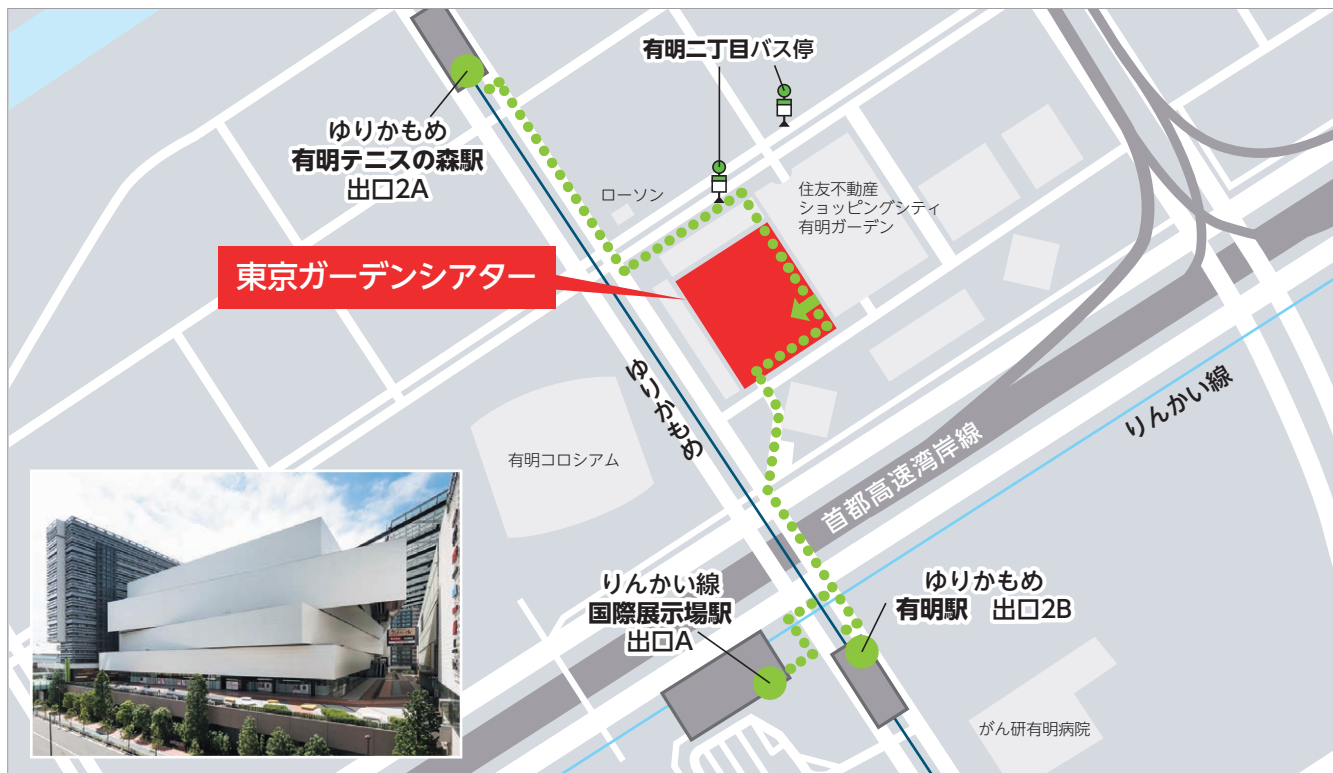 有明二丁目バス停
ゆりかもめ
有明テニスの森駅
出口2A
ローソン
住友不動産
ショッピングシティ
有明ガーデン
東京ガーデンシアター
ゆりかもめ
りんかい線
有明コロシアム
首都高速湾岸線
りんかい線
国際展示場駅
出口A
ゆりかもめ
有明駅 出口2B
がん研有明病院